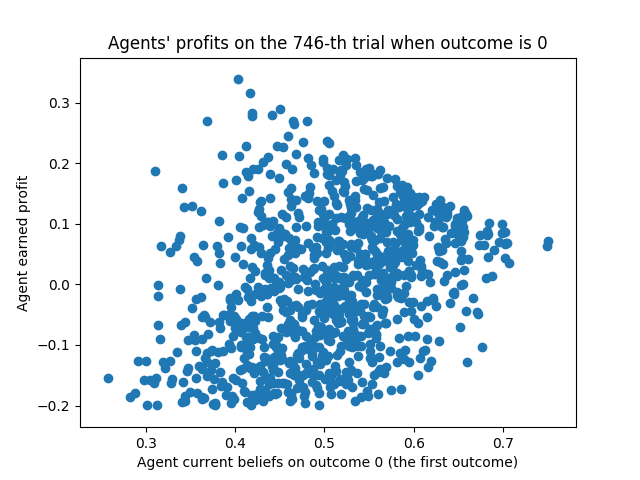 Agents' profits on the 746-th trial when outcome is 0
Agent earned profit
0.3
0.2
0.1
0.0
−0.1
−0.2
0.3 0.4 0.5 0.6 0.7
Agent current beliefs on outcome 0 (the first outcome)